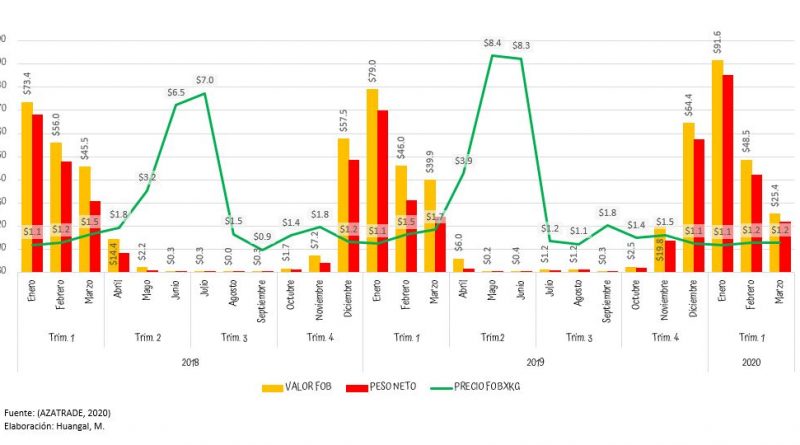 $73.4 $56.0 $45.5 $14.4 $2.2 $0.3 $0.3 $0.0 $0.3 $1.7 $7.2 $57.5 $79.0 $46.0 $39.9 $6.0 $0.2 $0.4 $1.2 $1.2 $0.3 $2.5 $19.8 $64.4 $91.6 $48.5 $25.4
$1.1 $1.2 $1.5 $1.8 $3.2 $6.5 $7.0 $1.5 $0.9 $1.4 $1.8 $1.2 $1.1 $1.5 $1.7 $3.9 $8.4 $8.3 $1.2 $1.1 $1.8 $1.4 $1.5 $1.1 $1.1 $1.2 $1.2
Enero Febrero Marzo Abril Mayo Junio Julio Agosto Septiembre Octubre Noviembre Diciembre Enero Febrero Marzo Abril Mayo Junio Julio Agosto Septiembre Octubre Noviembre Diciembre Enero Febrero Marzo
Trim. 1 Trim. 2 Trim. 3 Trim. 4 Trim. 1 Trim.2 Trim. 3 Trim. 4 Trim. 1
2018 2019 2020
VALOR FOB PESO NETO PRECIO FOBXKG
Fuente: (AZATRADE, 2020)
Elaboración: Huangal, M.